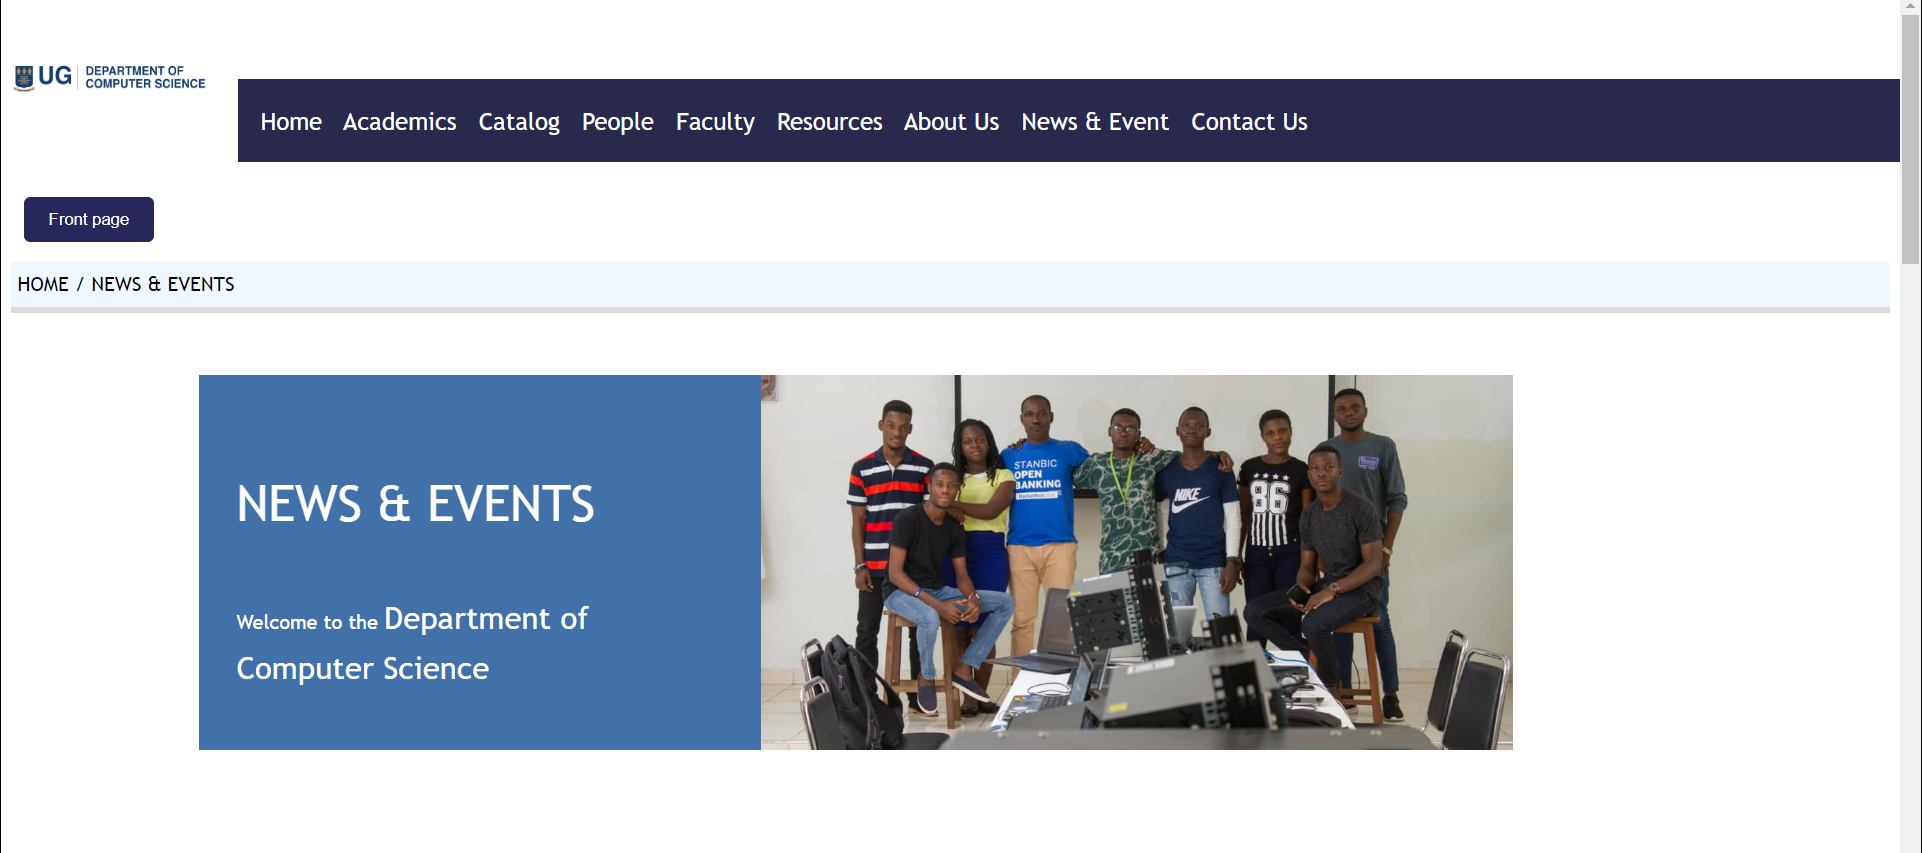 UG DEPARTMENT OF
COMPUTER SCIENCE
Home Academics Catalog People Faculty Resources About Us News & Event Contact Us
Front page
HOME / NEWS & EVENTS
NEWS & EVENTS
Welcome to the Department of
Computer Science
STANBIC
OPEN
BANKING
NIKE
86